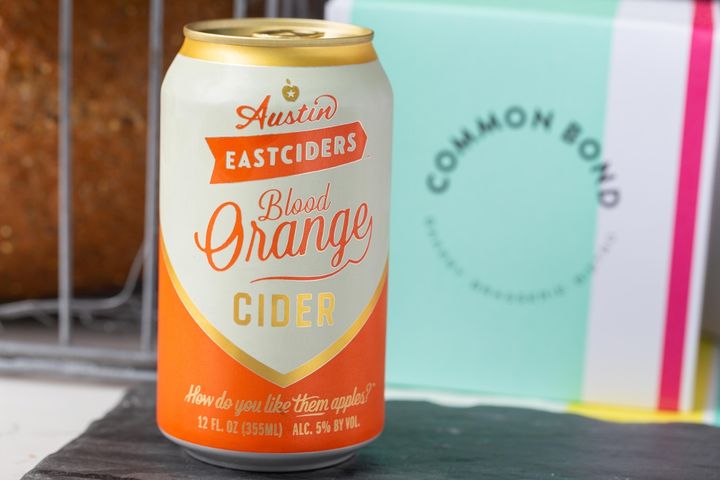 Austin
EASTCIDERS
Blood
Orange
CIDER
How do you like them apples?
12 FL. OZ (355ML) ALC. 5% BY VOL.
COMMON BOND